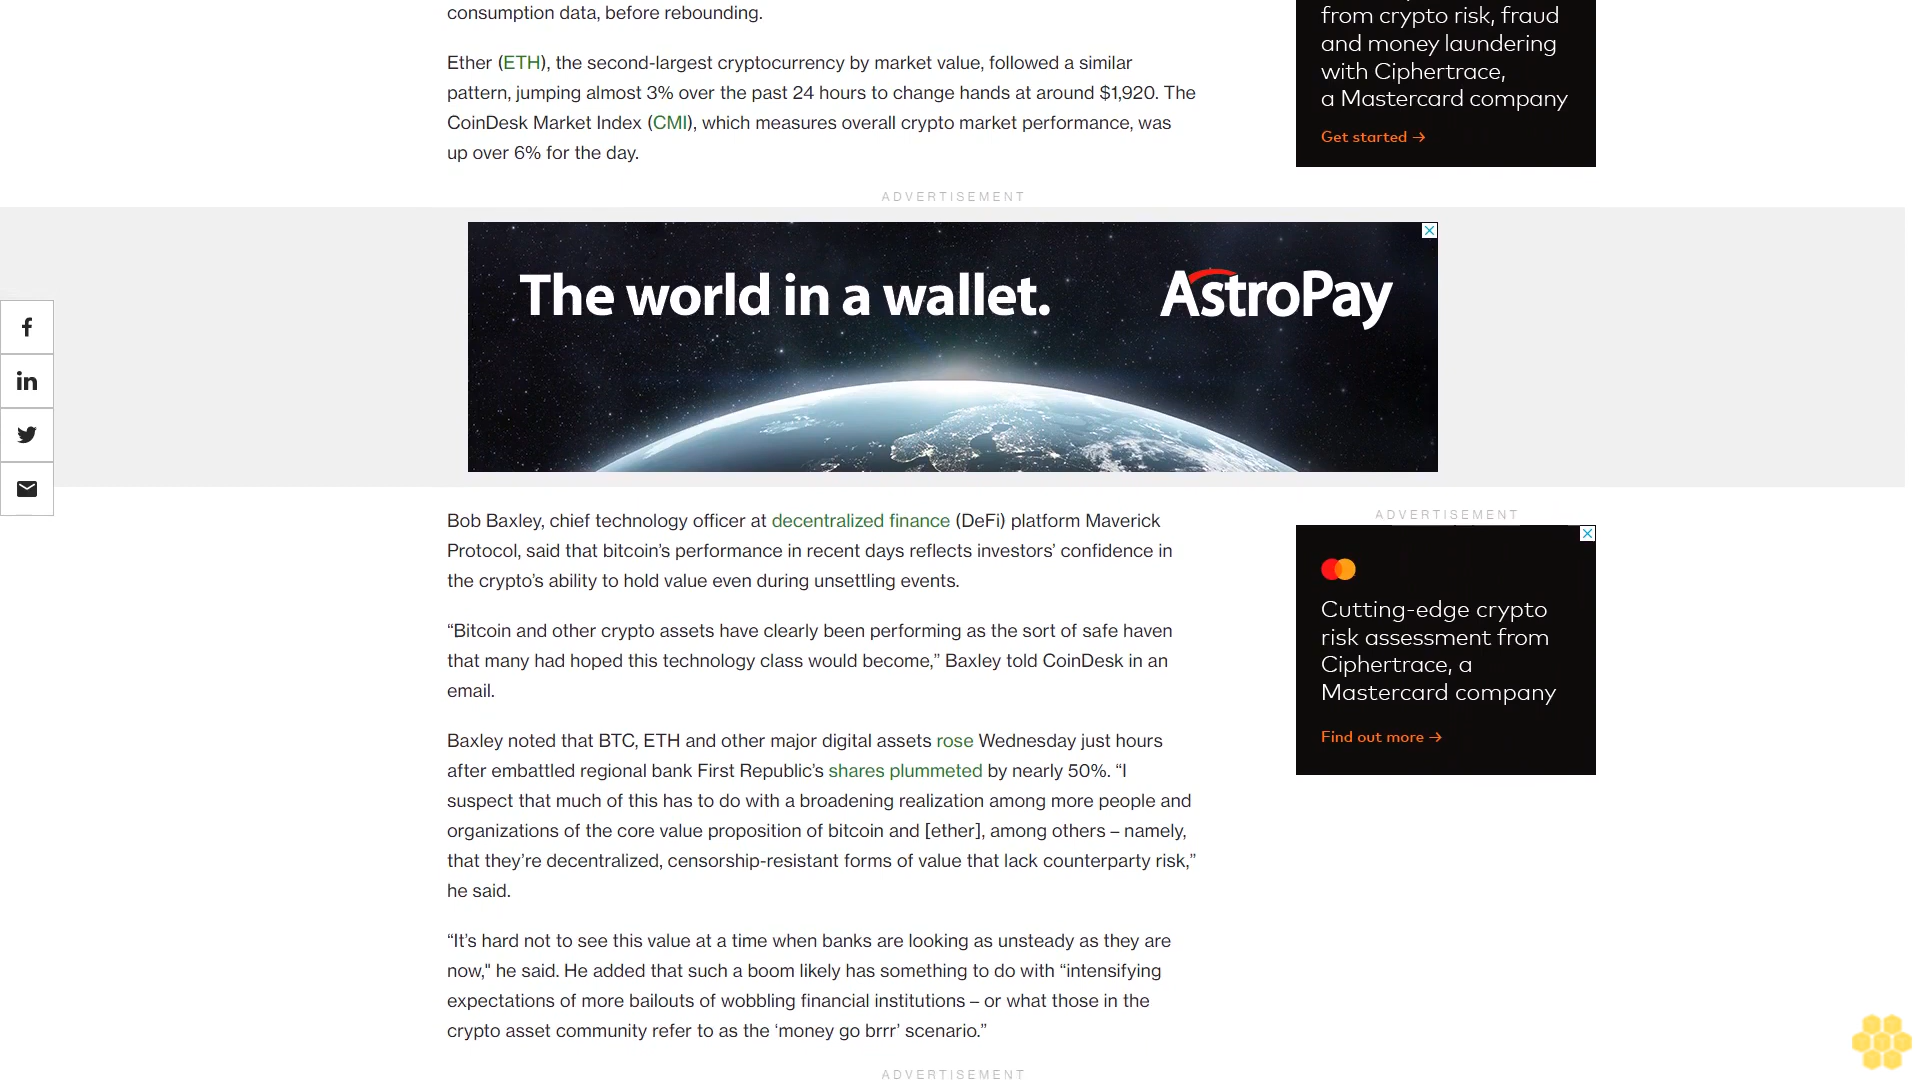 consumption data, before rebounding.
Ether (ETH), the second-largest cryptocurrency by market value, followed a similar
pattern, jumping almost 3% over the past 24 hours to change hands at around $1,920. The
CoinDesk Market Index (CMI), which measures overall crypto market performance, was
up over 6% for the day.
from crypto risk, fraud
and money laundering
with Ciphertrace,
a Mastercard company
Get started →
ADVERTISEMENT
The world in a wallet.
AstroPay
Bob Baxley, chief technology officer at decentralized finance (DeFi) platform Maverick
Protocol, said that bitcoin’s performance in recent days reflects investors’ confidence in
the crypto’s ability to hold value even during unsettling events.
“Bitcoin and other crypto assets have clearly been performing as the sort of safe haven
that many had hoped this technology class would become,” Baxley told CoinDesk in an
email.
Baxley noted that BTC, ETH and other major digital assets rose Wednesday just hours
after embattled regional bank First Republic’s shares plummeted by nearly 50%. “I
suspect that much of this has to do with a broadening realization among more people and
organizations of the core value proposition of bitcoin and [ether], among others – namely,
that they’re decentralized, censorship-resistant forms of value that lack counterparty risk,”
he said.
“It’s hard not to see this value at a time when banks are looking as unsteady as they are
now," he said. He added that such a boom likely has something to do with “intensifying
expectations of more bailouts of wobbling financial institutions – or what those in the
crypto asset community refer to as the ‘money go brrr’ scenario.”
ADVERTISEMENT
Cutting-edge crypto
risk assessment from
Ciphertrace, a
Mastercard company
Find out more →
ADVERTISEMENT